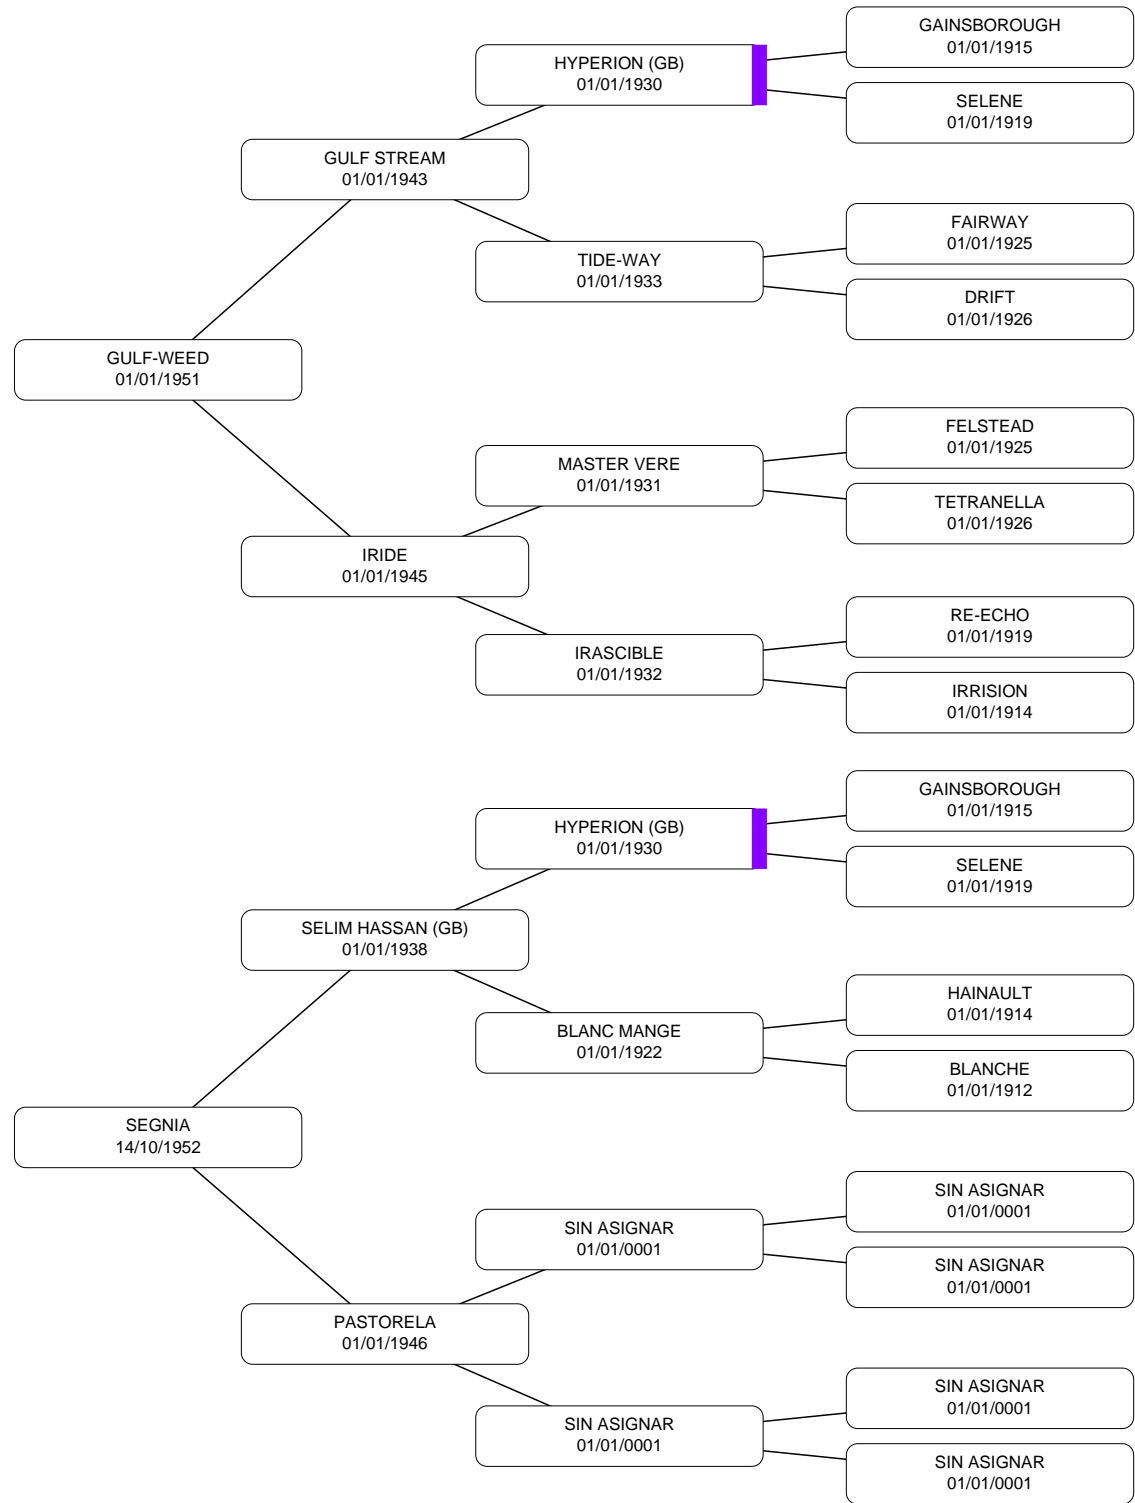 GAINSBOROUGH
01/01/1915
HYPERION (GB)
01/01/1930
SELENE
01/01/1919
GULF STREAM
01/01/1943
FAIRWAY
01/01/1925
TIDE-WAY
01/01/1933
DRIFT
01/01/1926
GULF-WEED
01/01/1951
FELSTEAD
01/01/1925
MASTER VERE
01/01/1931
TETRANELLA
01/01/1926
IRIDE
01/01/1945
RE-ECHO
01/01/1919
IRASCIBLE
01/01/1932
IRRISION
01/01/1914
GAINSBOROUGH
01/01/1915
HYPERION (GB)
01/01/1930
SELENE
01/01/1919
SELIM HASSAN (GB)
01/01/1938
HAINAULT
01/01/1914
BLANC MANGE
01/01/1922
BLANCHE
01/01/1912
SEGNIA
14/10/1952
SIN ASIGNAR
01/01/0001
SIN ASIGNAR
01/01/0001
SIN ASIGNAR
01/01/0001
PASTORELA
01/01/1946
SIN ASIGNAR
01/01/0001
SIN ASIGNAR
01/01/0001
SIN ASIGNAR
01/01/0001